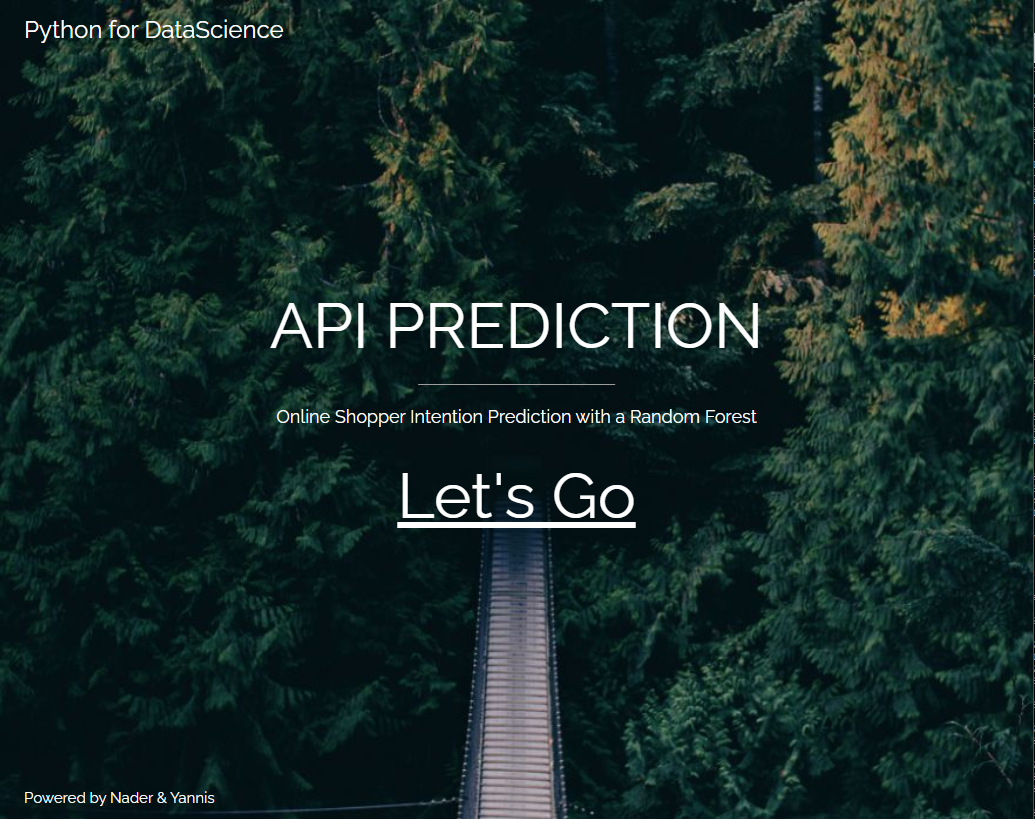 Python for DataScience
API PREDICTION
Online Shopper Intention Prediction with a Random Forest
Let's Go
Powered by Nader & Yannis